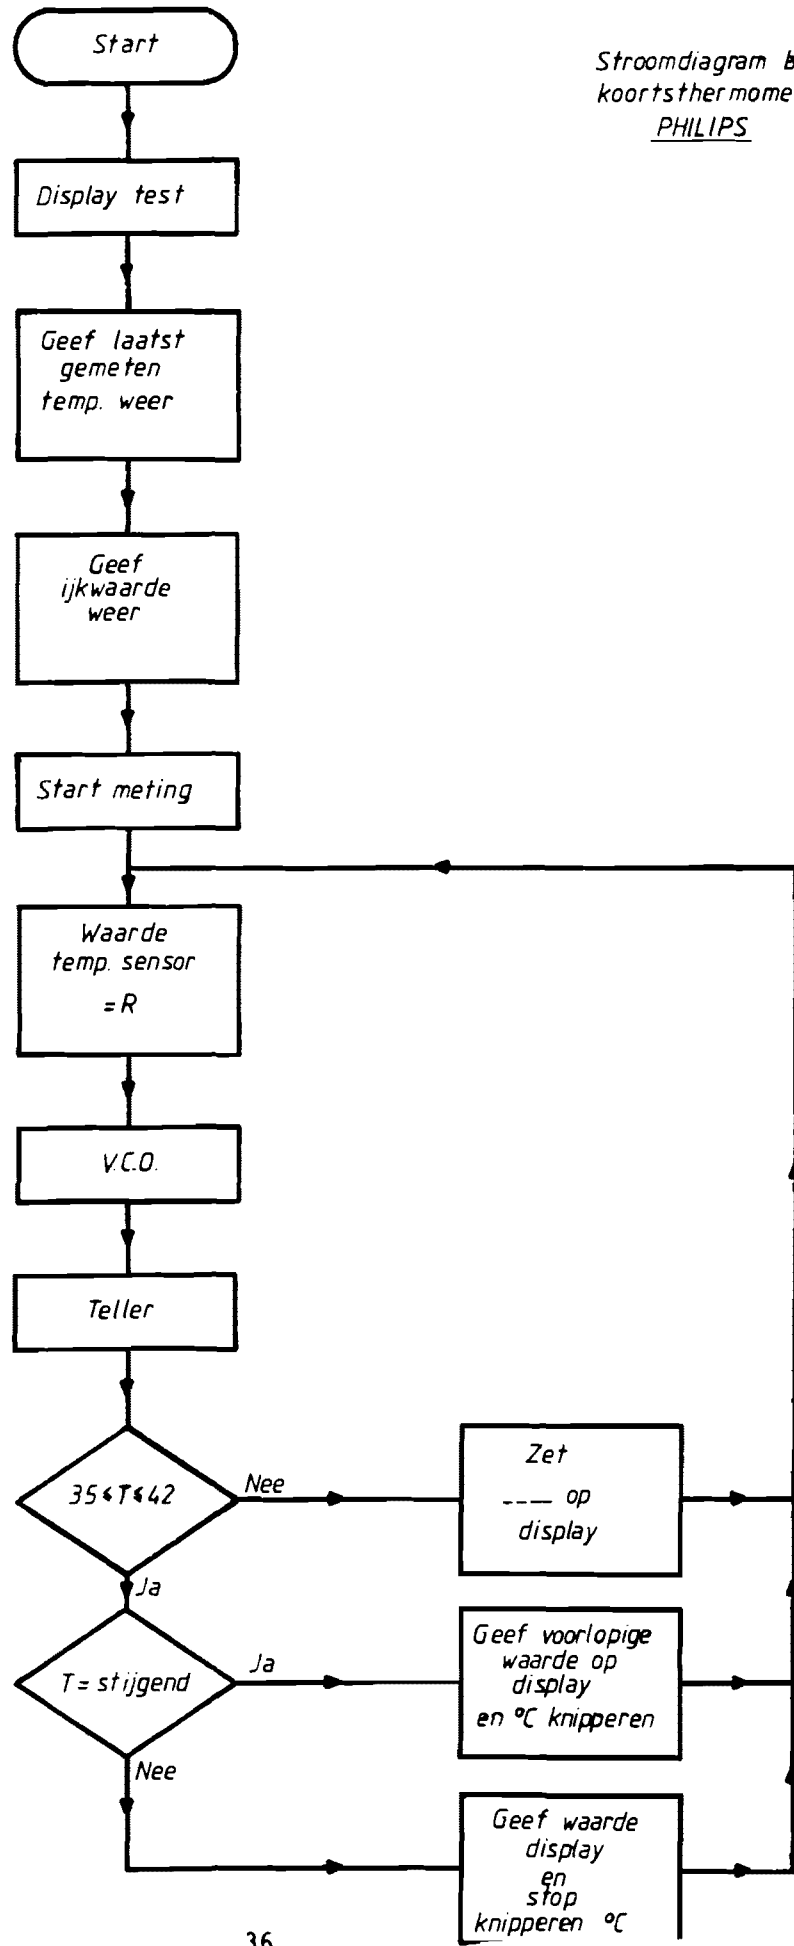 Start
Stroomdiagram
koortsthermome
PHILIPS
Display test
Geef laatst
gemeten
temp. weer
Geef
ijkwaarde
weer
Start meting
Waarde
temp. sensor
=R
V.C.O.
Teller
35≤T≤42
Nee
Zet
---- op
display
Ja
T= stijgend
Ja
Geef voorlopige
waarde op
display
en °C knipperen
Nee
Geef waarde
display
en
stop
knipperen °C
36